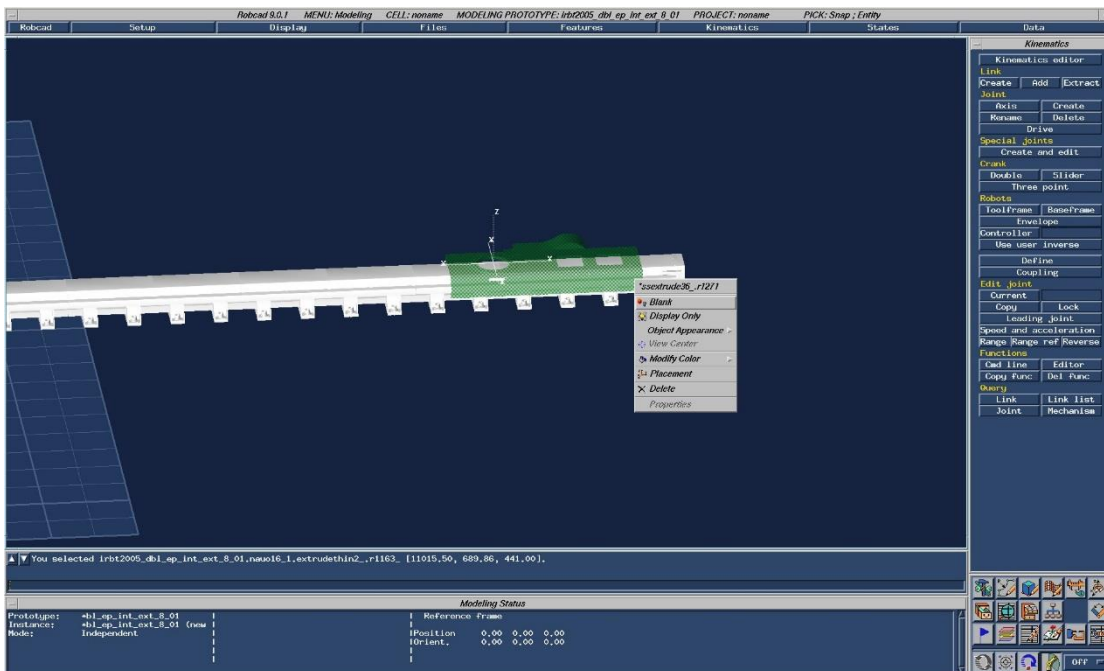 Robcad 9.0.1 MENU: Modeling CELL: noname MODELING PROTOTYPE: irbt2005_dbl_ep_int_ext_8_01 PROJECT: noname PICK: Snap ; Entity
Robcad Setup Display Files Features Kinematics States Data
Kinematics
Kinematics editor
Link
Create Add Extract
Joint
Axis Create
Rename Delete
Drive
Special joints
Create and edit
Crank
Double Slider
Three point
Robots
Toolframe Baseframe
Envelope
Controller
Use user inverse
Define
Coupling
Edit joint
Current
Copy Lock
Leading joint
Speed and acceleration
Range Range ref Reverse
Functions
Cmd line Editor
Copy func Del func
Query
Link Link list
Joint Mechanism
z
x
x
x
*ssextrude36_.r1271
Blank
Display Only
Object Appearance
View Center
Modify Color
Placement
Delete
Properties
You selected irbt2005_dbl_ep_int_ext_8_01.nauo16_1.extrudethin2_.r1163_ [11015.50, 689.86, 441.00].
Modeling Status
Prototype: *bl_ep_int_ext_8_01
Instance: *bl_ep_int_ext_8_01 (new
Mode: Independent
Reference frame
Position 0.00 0.00 0.00
Orient. 0.00 0.00 0.00
Off